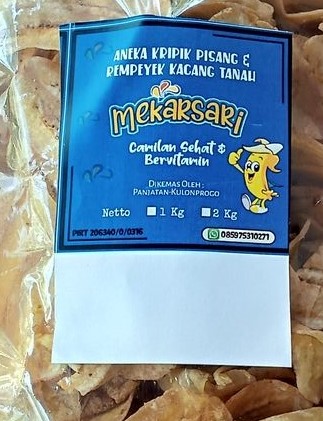 ANEKA KRIPIK PISANG &
REMPEYEK KACANG TANAH
MEKARSARI
Camilan Sehat &
Bervitamin
DIKEMAS OLEH :
PANJATAN-KULONPROGO
Netto 1 Kg 2 Kg
PIRT 206340/0/0316
085975310271